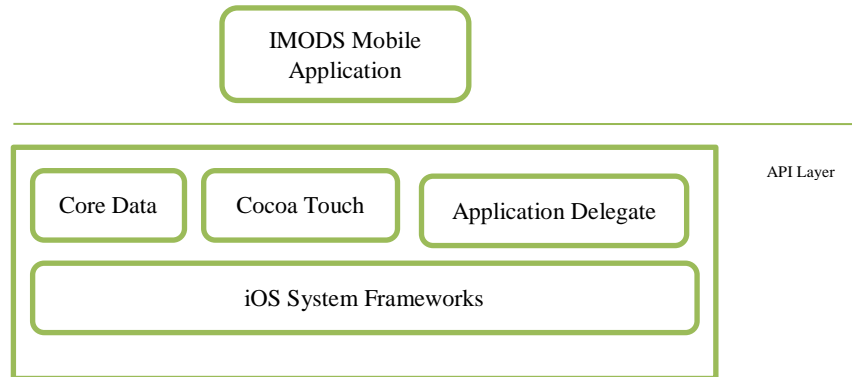 IMODS Mobile
Application
API Layer
Core Data
Cocoa Touch
Application Delegate
iOS System Frameworks